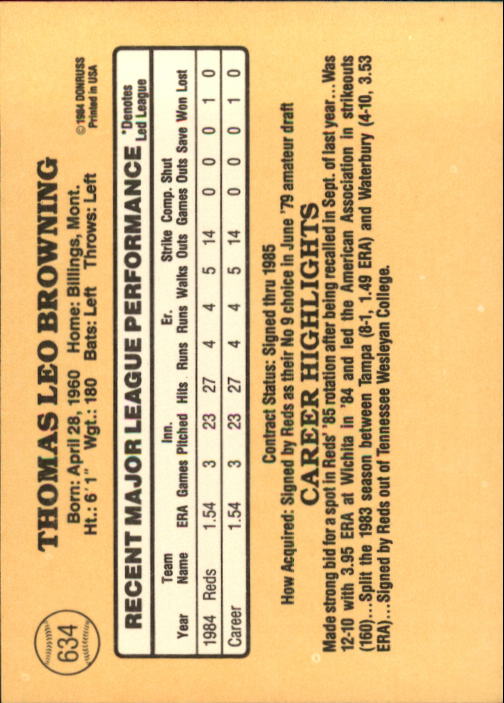 634
THOMAS LEO BROWNING
Born: April 28, 1960 Home: Billings, Mont.
Ht.: 6'1" Wgt.: 180 Bats: Left Throws: Left
© 1984 DONRUSS
Printed in USA
RECENT MAJOR LEAGUE PERFORMANCE
*Denotes
Led League
Team Inn. Er. Strike Comp. Shut
Year Name ERA Games Pitched Hits Runs Runs Walks Outs Games Outs Save Won Lost
1984 Reds 1.54 3 23 27 4 4 5 14 0 0 0 1 0
Career 1.54 3 23 27 4 4 5 14 0 0 0 1 0
Contract Status: Signed thru 1985
How Acquired: Signed by Reds as their No 9 choice in June '79 amateur draft
CAREER HIGHLIGHTS
Made strong bid for a spot in Reds' '85 rotation after being recalled in Sept. of last year...Was
12-10 with 3.95 ERA at Wichita in '84 and led the American Association in strikeouts
(160)...Split the 1983 season between Tampa (8-1, 1.49 ERA) and Waterbury (4-10, 3.53
ERA)...Signed by Reds out of Tennessee Wesleyan College.